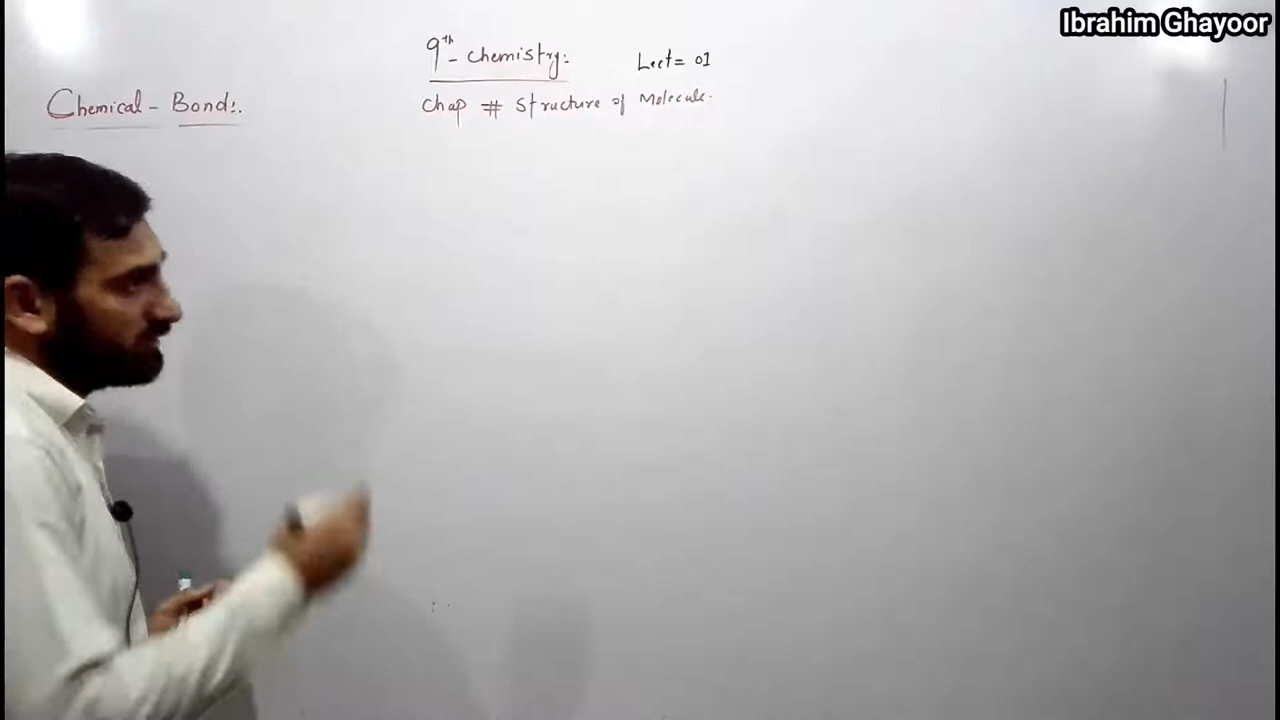 Ibrahim Ghayoor
9th - Chemistry:
Lect = 01
Chemical - Bond:.
Chap # Structure of Molecule.